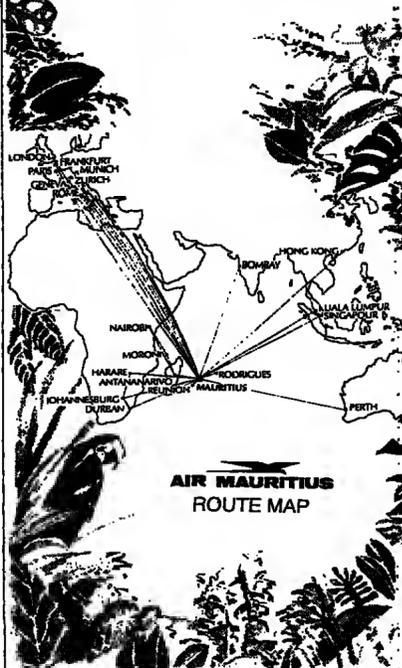 LONDON
FRANKFURT
PARIS
MUNICH
GENEVA
ZURICH
ROME
HONG KONG
BOMBAY
KUALA LUMPUR
SINGAPOUR
NAIROBI
MORONI
HARARE
RODRIGUES
ANTANANARIVO
MAURITIUS
REUNION
JOHANNESBURG
DURBAN
PERTH
AIR MAURITIUS
ROUTE MAP